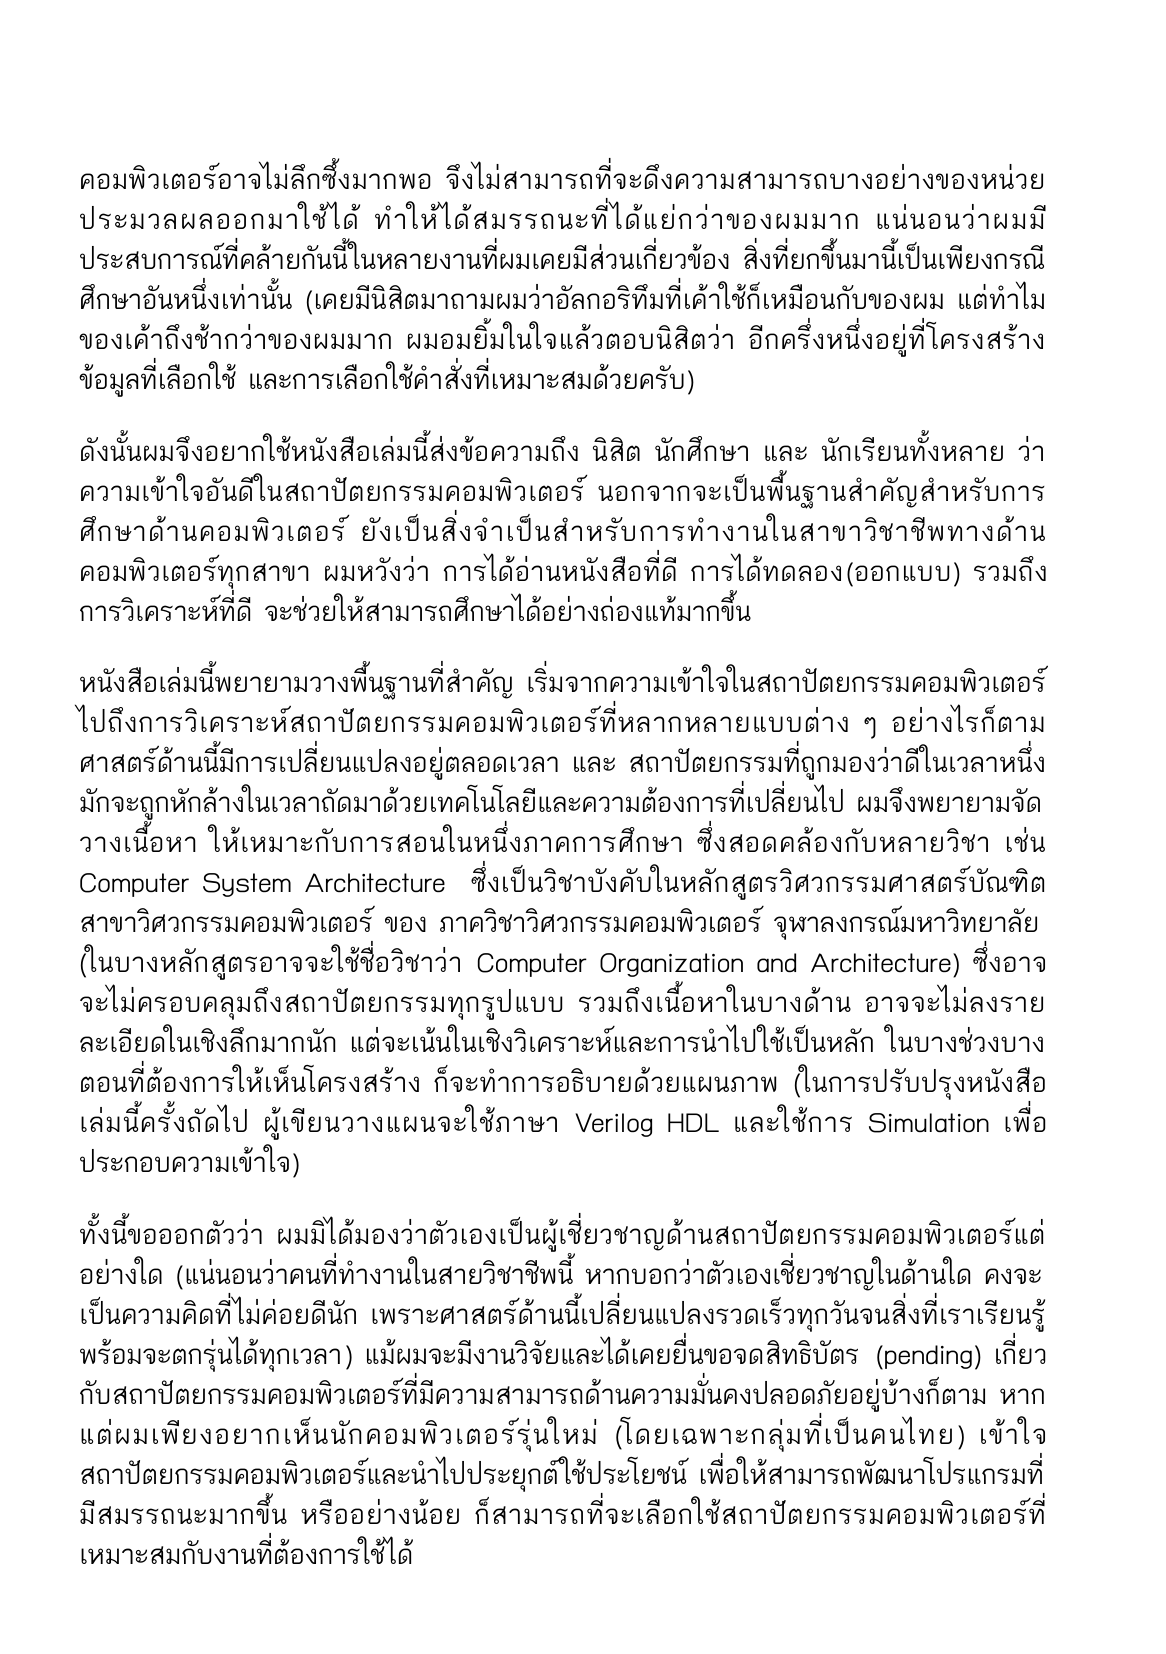 คอมพิวเตอร์อาจไม่ลึกซึ้งมากพอ จึงไม่สามารถที่จะดึงความสามารถบางอย่างของหน่วย
ประมวลผลออกมาใช้ได้ ทำให้ได้สมรรถนะที่ได้แย่กว่าของผมมาก แน่นอนว่าผมมี
ประสบการณ์ที่คล้ายกันนี้ในหลายงานที่ผมเคยมีส่วนเกี่ยวข้อง สิ่งที่ยกขึ้นมานี้เป็นเพียงกรณี
ศึกษาอันหนึ่งเท่านั้น (เคยมีนิสิตมาถามผมว่าอัลกอริทึมที่เค้าใช้ก็เหมือนกับของผม แต่ทำไม
ของเค้าถึงช้ากว่าของผมมาก ผมอมยิ้มในใจแล้วตอบนิสิตว่า อีกครึ่งหนึ่งอยู่ที่โครงสร้าง
ข้อมูลที่เลือกใช้ และการเลือกใช้คำสั่งที่เหมาะสมด้วยครับ)
ดังนั้นผมจึงอยากใช้หนังสือเล่มนี้ส่งข้อความถึง นิสิต นักศึกษา และ นักเรียนทั้งหลาย ว่า
ความเข้าใจอันดีในสถาปัตยกรรมคอมพิวเตอร์ นอกจากจะเป็นพื้นฐานสำคัญสำหรับการ
ศึกษาด้านคอมพิวเตอร์ ยังเป็นสิ่งจำเป็นสำหรับการทำงานในสาขาวิชาชีพทางด้าน
คอมพิวเตอร์ทุกสาขา ผมหวังว่า การได้อ่านหนังสือที่ดี การได้ทดลอง(ออกแบบ) รวมถึง
การวิเคราะห์ที่ดี จะช่วยให้สามารถศึกษาได้อย่างถ่องแท้มากขึ้น
หนังสือเล่มนี้พยายามวางพื้นฐานที่สำคัญ เริ่มจากความเข้าใจในสถาปัตยกรรมคอมพิวเตอร์
ไปถึงการวิเคราะห์สถาปัตยกรรมคอมพิวเตอร์ที่หลากหลายแบบต่าง ๆ อย่างไรก็ตาม
ศาสตร์ด้านนี้มีการเปลี่ยนแปลงอยู่ตลอดเวลา และ สถาปัตยกรรมที่ถูกมองว่าดีในเวลาหนึ่ง
มักจะถูกหักล้างในเวลาถัดมาด้วยเทคโนโลยีและความต้องการที่เปลี่ยนไป ผมจึงพยายามจัด
วางเนื้อหา ให้เหมาะกับการสอนในหนึ่งภาคการศึกษา ซึ่งสอดคล้องกับหลายวิชา เช่น
Computer System Architecture ซึ่งเป็นวิชาบังคับในหลักสูตรวิศวกรรมศาสตร์บัณฑิต
สาขาวิศวกรรมคอมพิวเตอร์ ของ ภาควิชาวิศวกรรมคอมพิวเตอร์ จุฬาลงกรณ์มหาวิทยาลัย
(ในบางหลักสูตรอาจจะใช้ชื่อวิชาว่า Computer Organization and Architecture) ซึ่งอาจ
จะไม่ครอบคลุมถึงสถาปัตยกรรมทุกรูปแบบ รวมถึงเนื้อหาในบางด้าน อาจจะไม่ลงราย
ละเอียดในเชิงลึกมากนัก แต่จะเน้นในเชิงวิเคราะห์และการนำไปใช้เป็นหลัก ในบางช่วงบาง
ตอนที่ต้องการให้เห็นโครงสร้าง ก็จะทำการอธิบายด้วยแผนภาพ (ในการปรับปรุงหนังสือ
เล่มนี้ครั้งถัดไป ผู้เขียนวางแผนจะใช้ภาษา Verilog HDL และใช้การ Simulation เพื่อ
ประกอบความเข้าใจ)
ทั้งนี้ขอออกตัวว่า ผมมิได้มองว่าตัวเองเป็นผู้เชี่ยวชาญด้านสถาปัตยกรรมคอมพิวเตอร์แต่
อย่างใด (แน่นอนว่าคนที่ทำงานในสายวิชาชีพนี้ หากบอกว่าตัวเองเชี่ยวชาญในด้านใด คงจะ
เป็นความคิดที่ไม่ค่อยดีนัก เพราะศาสตร์ด้านนี้เปลี่ยนแปลงรวดเร็วทุกวันจนสิ่งที่เราเรียนรู้
พร้อมจะตกรุ่นได้ทุกเวลา) แม้ผมจะมีงานวิจัยและได้เคยยื่นขอจดสิทธิบัตร (pending) เกี่ยว
กับสถาปัตยกรรมคอมพิวเตอร์ที่มีความสามารถด้านความมั่นคงปลอดภัยอยู่บ้างก็ตาม หาก
แต่ผมเพียงอยากเห็นนักคอมพิวเตอร์รุ่นใหม่ (โดยเฉพาะกลุ่มที่เป็นคนไทย) เข้าใจ
สถาปัตยกรรมคอมพิวเตอร์และนำไปประยุกต์ใช้ประโยชน์ เพื่อให้สามารถพัฒนาโปรแกรมที่
มีสมรรถนะมากขึ้น หรืออย่างน้อย ก็สามารถที่จะเลือกใช้สถาปัตยกรรมคอมพิวเตอร์ที่
เหมาะสมกับงานที่ต้องการใช้ได้